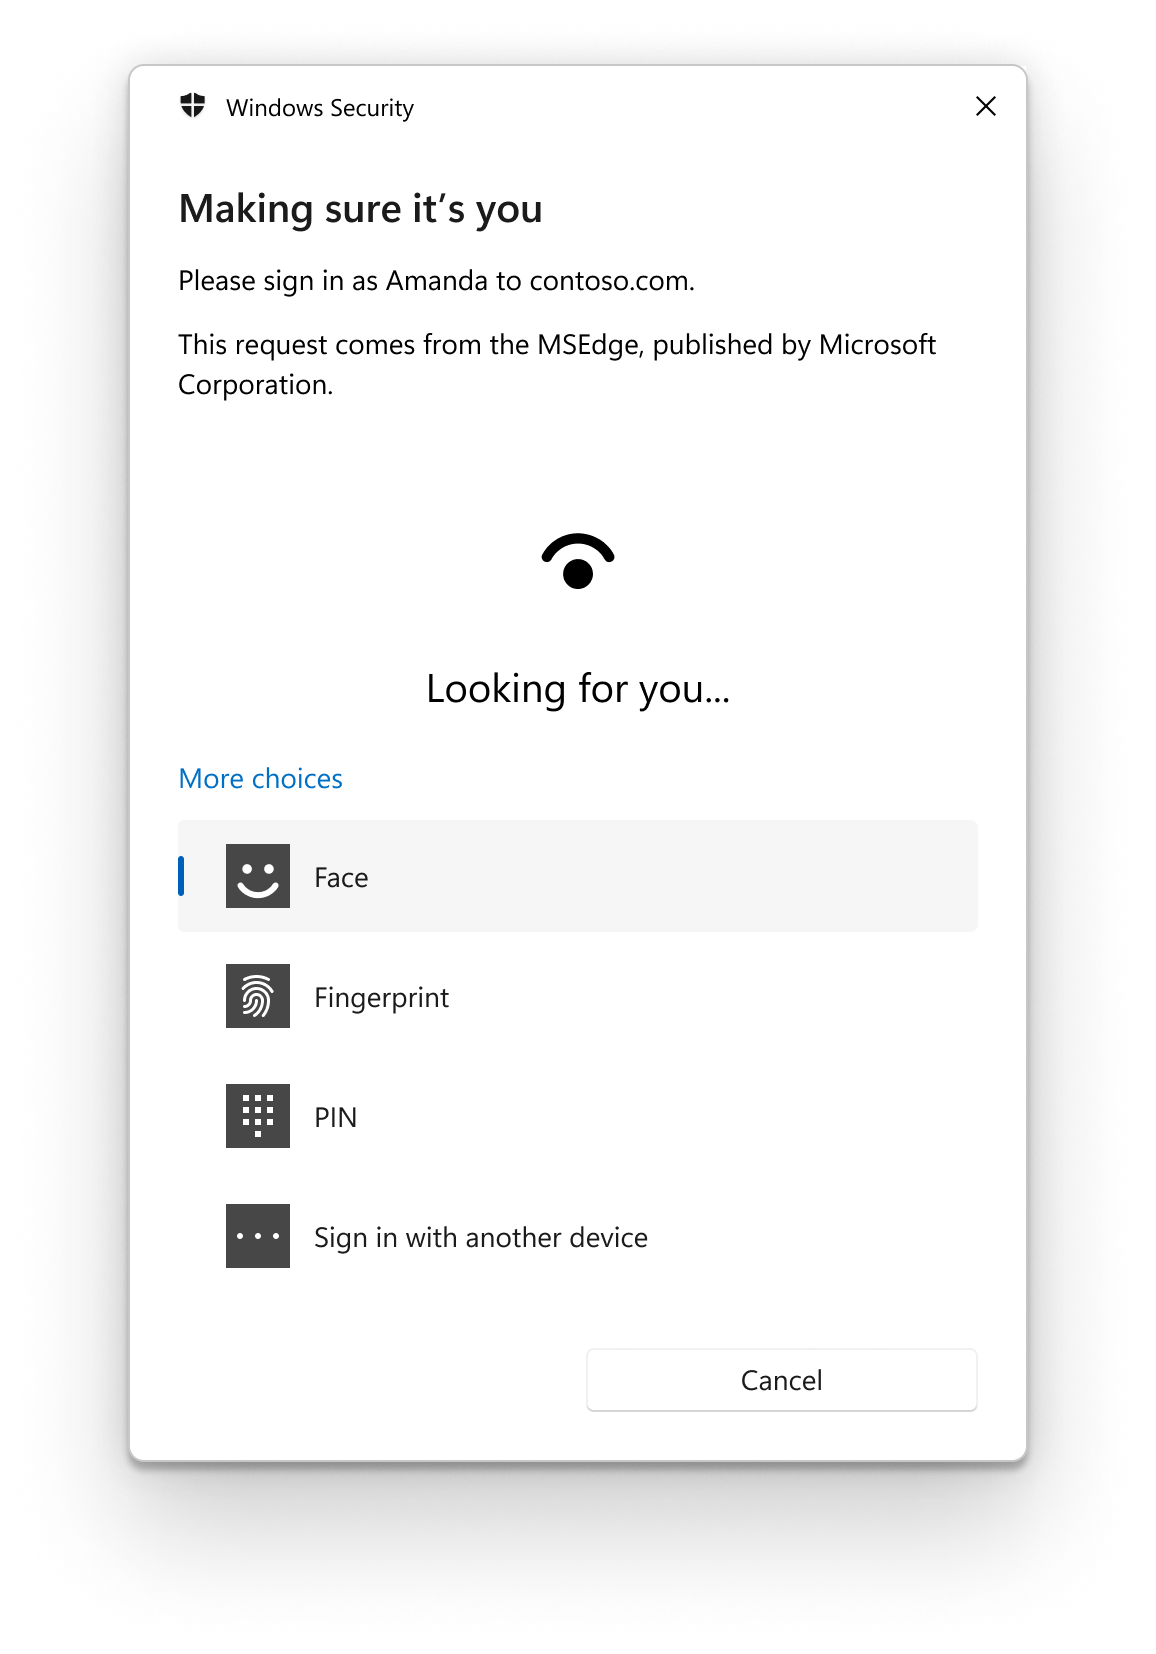 Windows Security
Making sure it’s you
Please sign in as Amanda to contoso.com.
This request comes from the MSEdge, published by Microsoft
Corporation.
Looking for you...
More choices
Face
Fingerprint
PIN
Sign in with another device
Cancel